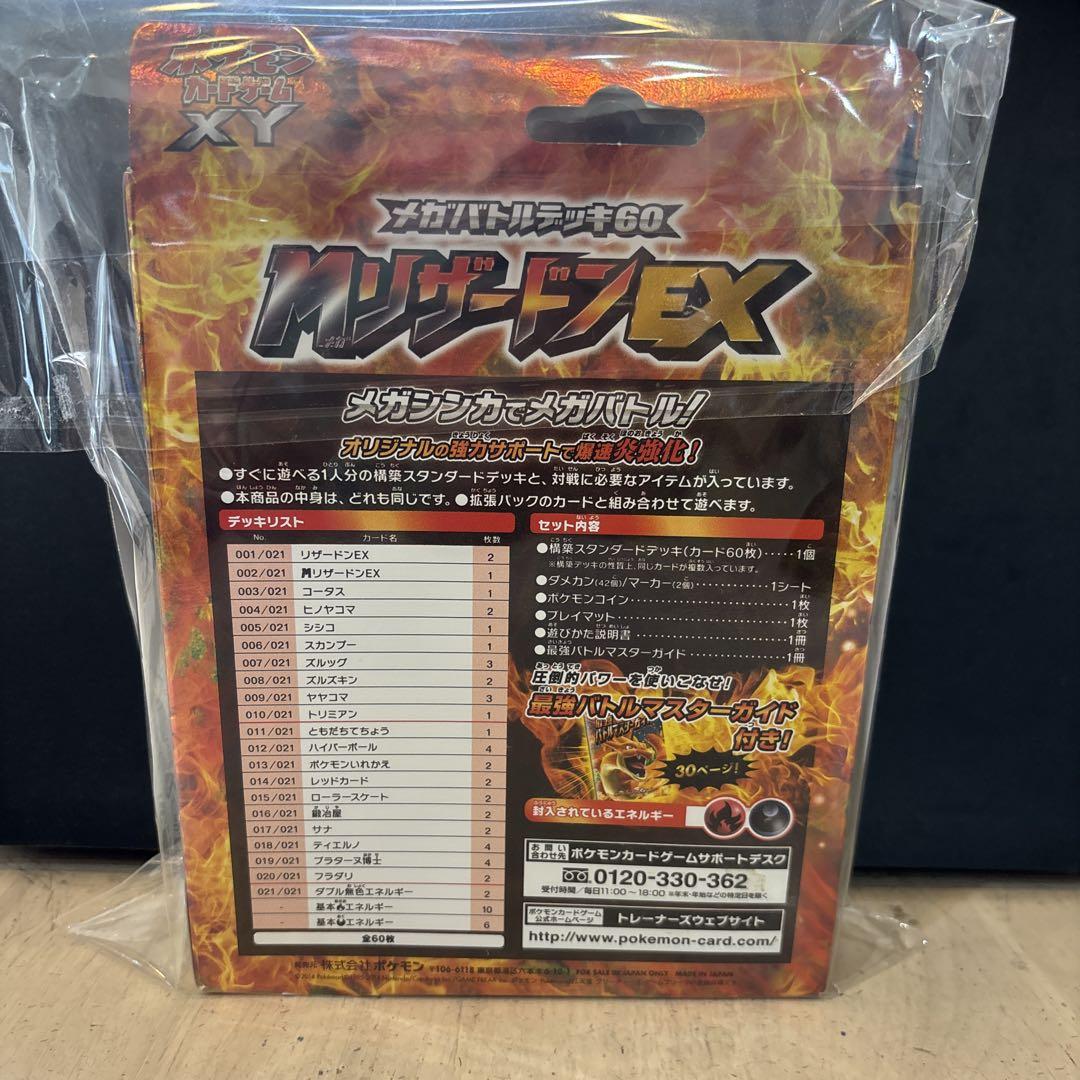 ポケモン
カードゲーム
XY
メガバトルデッキ60
MリザードンEX
メガシンカでメガバトル!
オリジナルの強力サポートで爆速炎強化!
●すぐに遊べる1人分の構築スタンダードデッキと、対戦に必要なアイテムが入っています。
●本商品の中身は、どれも同じです。●拡張パックのカードと組み合わせて遊べます。
デッキリスト
No. カード名 枚数
001/021 リザードンEX 2
002/021 MリザードンEX 1
003/021 コータス 1
004/021 ヒノヤコマ 2
005/021 シシコ 1
006/021 スカンプー 1
007/021 ズルッグ 3
008/021 ズルズキン 2
009/021 ヤヤコマ 3
010/021 トリミアン 1
011/021 ともだちてちょう 1
012/021 ハイパーボール 4
013/021 ポケモンいれかえ 2
014/021 レッドカード 2
015/021 ローラースケート 2
016/021 鍛冶屋 2
017/021 サナ 2
018/021 ティエルノ 4
019/021 プラターヌ博士 4
020/021 フラダリ 2
021/021 ダブル無色エネルギー 2
- 基本エネルギー 10
- 基本エネルギー 6
全60枚
セット内容
●構築スタンダードデッキ(カード60枚)・・・・・1個
※構築デッキの性質上、同じカードが複数入っています。
●ダメカン(42個)/マーカー(2個)・・・・・・・・・・・・1シート
●ポケモンコイン・・・・・・・・・・・・・・・・・・・・・・・・1枚
●プレイマット・・・・・・・・・・・・・・・・・・・・・・・・・・1枚
●遊びかた説明書・・・・・・・・・・・・・・・・・・・・・・・1冊
●最強バトルマスターガイド・・・・・・・・・・・・・・・1冊
圧倒的パワーを使いこなせ!
最強バトルマスターガイド
付き!
30ページ!
封入されているエネルギー
お問い合わせ先 ポケモンカードゲームサポートデスク
0120-330-362
受付時間/毎日11:00~18:00 ※年末・年始などの特定日を除く
ポケモンカードゲーム公式ホームページ トレーナーズウェブサイト
http://www.pokemon-card.com/
発売元 株式会社ポケモン 〒106-6118 東京都港区六本木6-10-1 FOR SALE IN JAPAN ONLY MADE IN JAPAN